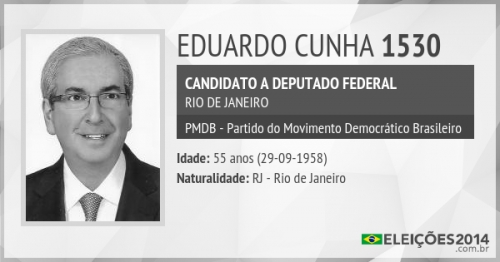 EDUARDO CUNHA 1530
CANDIDATO A DEPUTADO FEDERAL
RIO DE JANEIRO
PMDB - Partido do Movimento Democrático Brasileiro
Idade: 55 anos (29-09-1958)
Naturalidade: RJ - Rio de Janeiro
ELEIÇÕES2014
.com.br